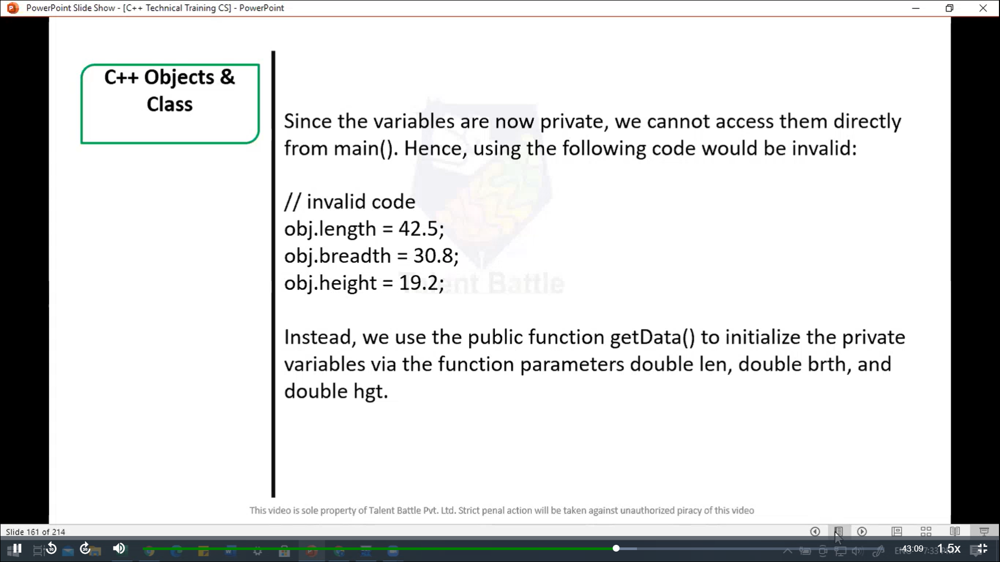 PowerPoint Slide Show - [C++ Technical Training CS] - PowerPoint
C++ Objects &
Class
Since the variables are now private, we cannot access them directly
from main(). Hence, using the following code would be invalid:
// invalid code
obj.length = 42.5;
obj.breadth = 30.8;
obj.height = 19.2;
Talent Battle
Instead, we use the public function getData() to initialize the private
variables via the function parameters double len, double brth, and
double hgt.
This video is sole property of Talent Battle Pvt. Ltd. Strict penal action will be taken against unauthorized piracy of this video
Slide 161 of 214
10
30
-43:09
1.5x